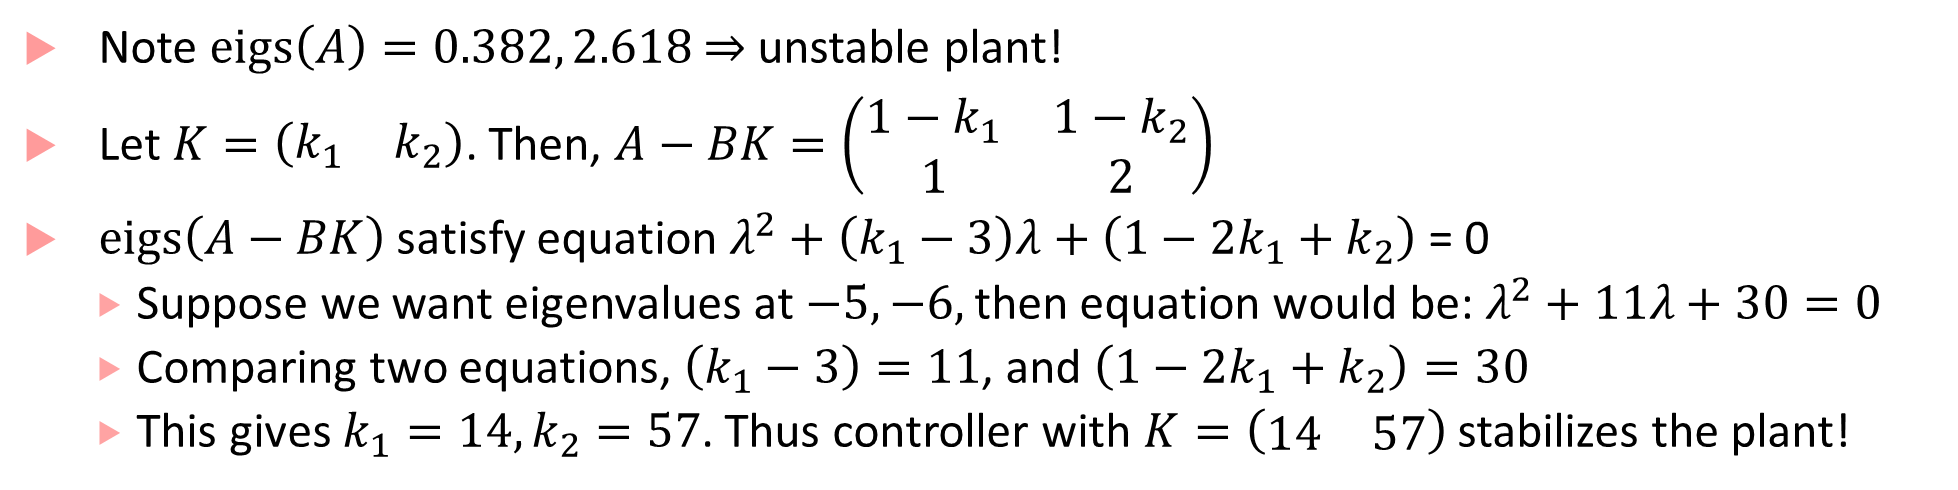 Note eigs(A) = 0.382, 2.618 ⇒ unstable plant!
Let K = (k₁  k₂). Then, A − BK = (1 − k₁  1 − k₂
1  2)
eigs(A − BK) satisfy equation λ² + (k₁ − 3)λ + (1 − 2k₁ + k₂) = 0
Suppose we want eigenvalues at −5, −6, then equation would be: λ² + 11λ + 30 = 0
Comparing two equations, (k₁ − 3) = 11, and (1 − 2k₁ + k₂) = 30
This gives k₁ = 14, k₂ = 57. Thus controller with K = (14  57) stabilizes the plant!